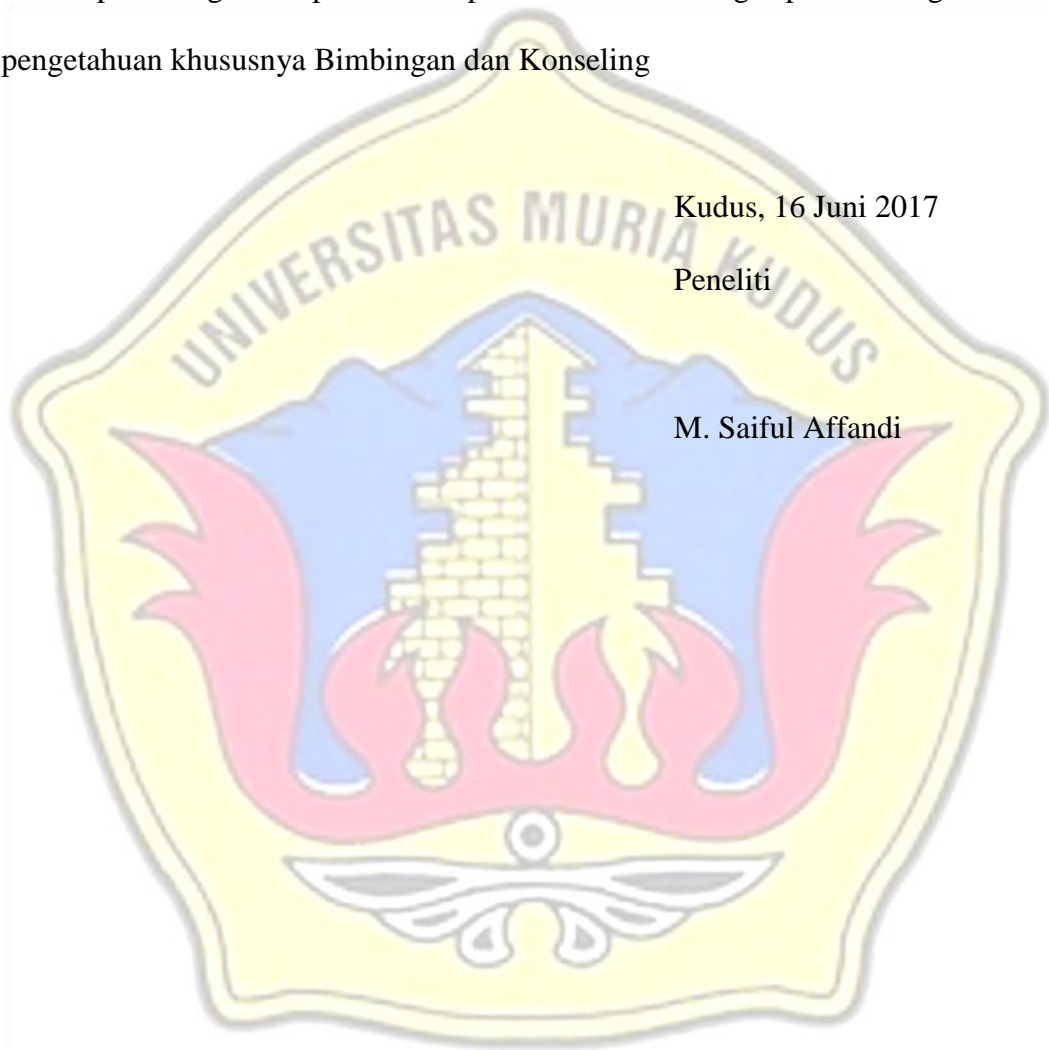 pengetahuan khususnya Bimbingan dan Konseling
Kudus, 16 Juni 2017
Peneliti
M. Saiful Affandi
UNIVERSITAS MURIA KUDUS